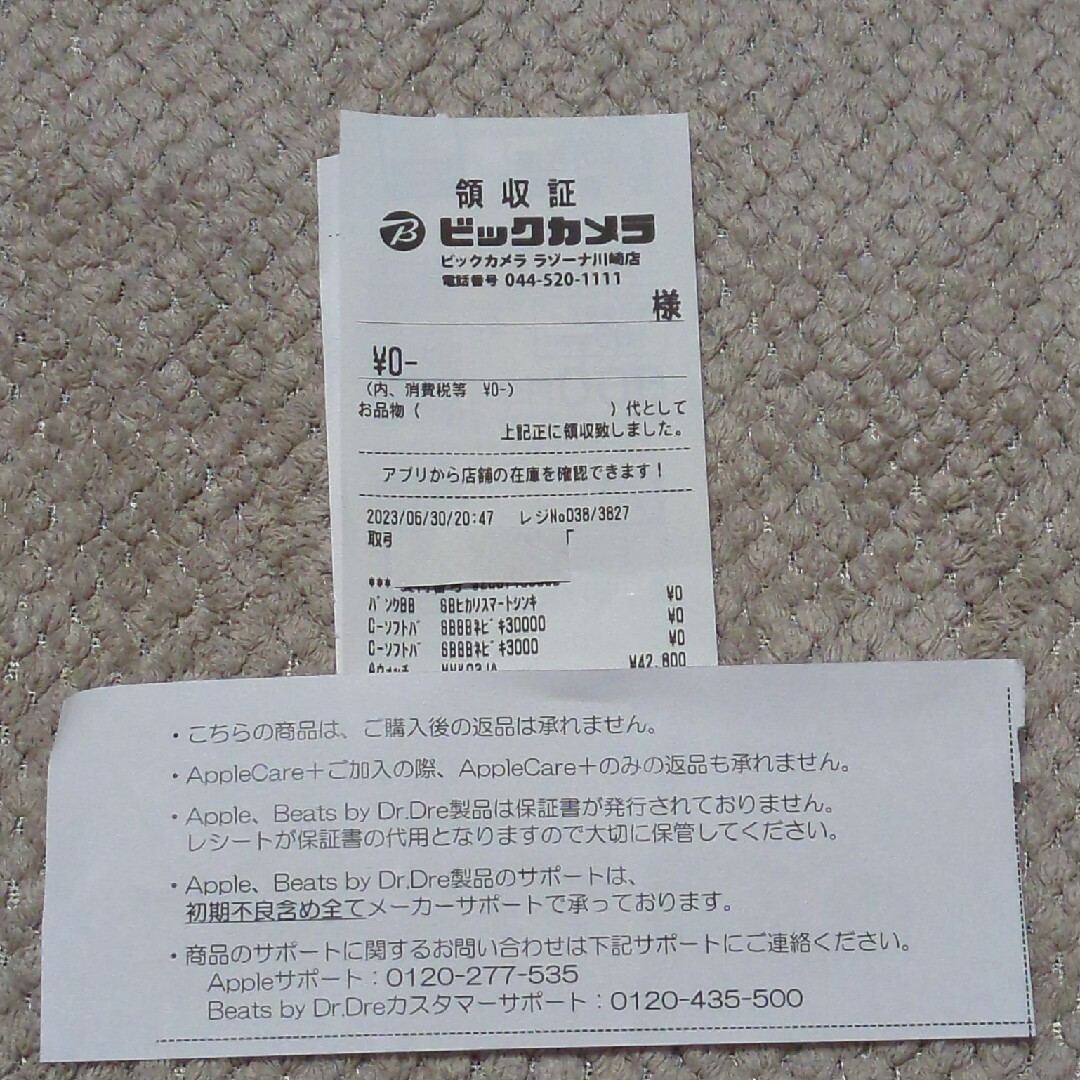 領収証
B ビックカメラ
ビックカメラ ラゾーナ川崎店
電話番号 044-520-1111
様
¥0-
(内、消費税等 ¥0-)
お品物 ( ) 代として
上記正に領収致しました。
アプリから店舗の在庫を確認できます!
2023/06/30/20:47 レジNo038/3827
取引
***
バンクBB SBヒカリスマートシンキ ¥0
C-ソフトバ SBBBネビキ30000 ¥0
C-ソフトバ SBBBネビキ3000 ¥0
¥42,800
・こちらの商品は、ご購入後の返品は承れません。
・AppleCare+ご加入の際、AppleCare+のみの返品も承れません。
・Apple、Beats by Dr.Dre製品は保証書が発行されておりません。
レシートが保証書の代用となりますので大切に保管してください。
・Apple、Beats by Dr.Dre製品のサポートは、
初期不良含め全てメーカーサポートで承っております。
・商品のサポートに関するお問い合わせは下記サポートにご連絡ください。
Appleサポート:0120-277-535
Beats by Dr.Dreカスタマーサポート:0120-435-500